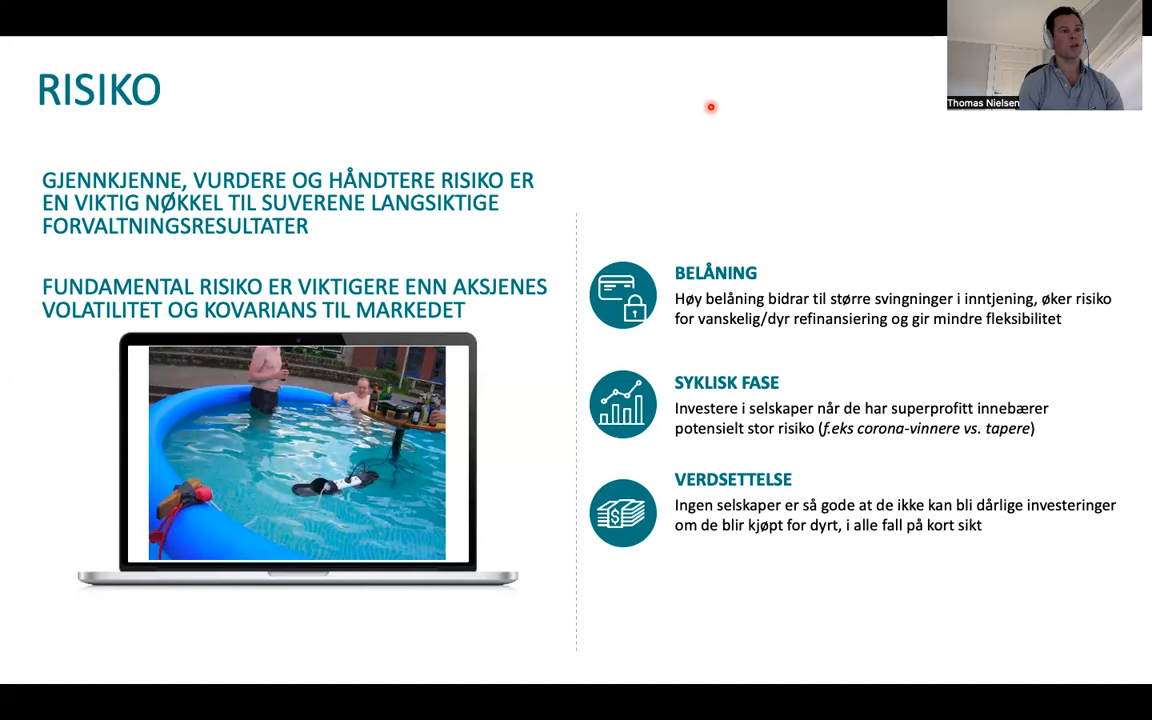 RISIKO
Thomas Nielsen
GJENNKJENNE, VURDERE OG HÅNDTERE RISIKO ER
EN VIKTIG NØKKEL TIL SUVERENE LANGSIKTIGE
FORVALTNINGSRESULTATER
FUNDAMENTAL RISIKO ER VIKTIGERE ENN AKSJENES
VOLATILITET OG KOVARIANS TIL MARKEDET
BELÅNING
Høy belåning bidrar til større svingninger i inntjening, øker risiko
for vanskelig/dyr refinansiering og gir mindre fleksibilitet
SYKLISK FASE
Investere i selskaper når de har superprofitt innebærer
potensielt stor risiko (f.eks corona-vinnere vs. tapere)
VERDSETTELSE
Ingen selskaper er så gode at de ikke kan bli dårlige investeringer
om de blir kjøpt for dyrt, i alle fall på kort sikt